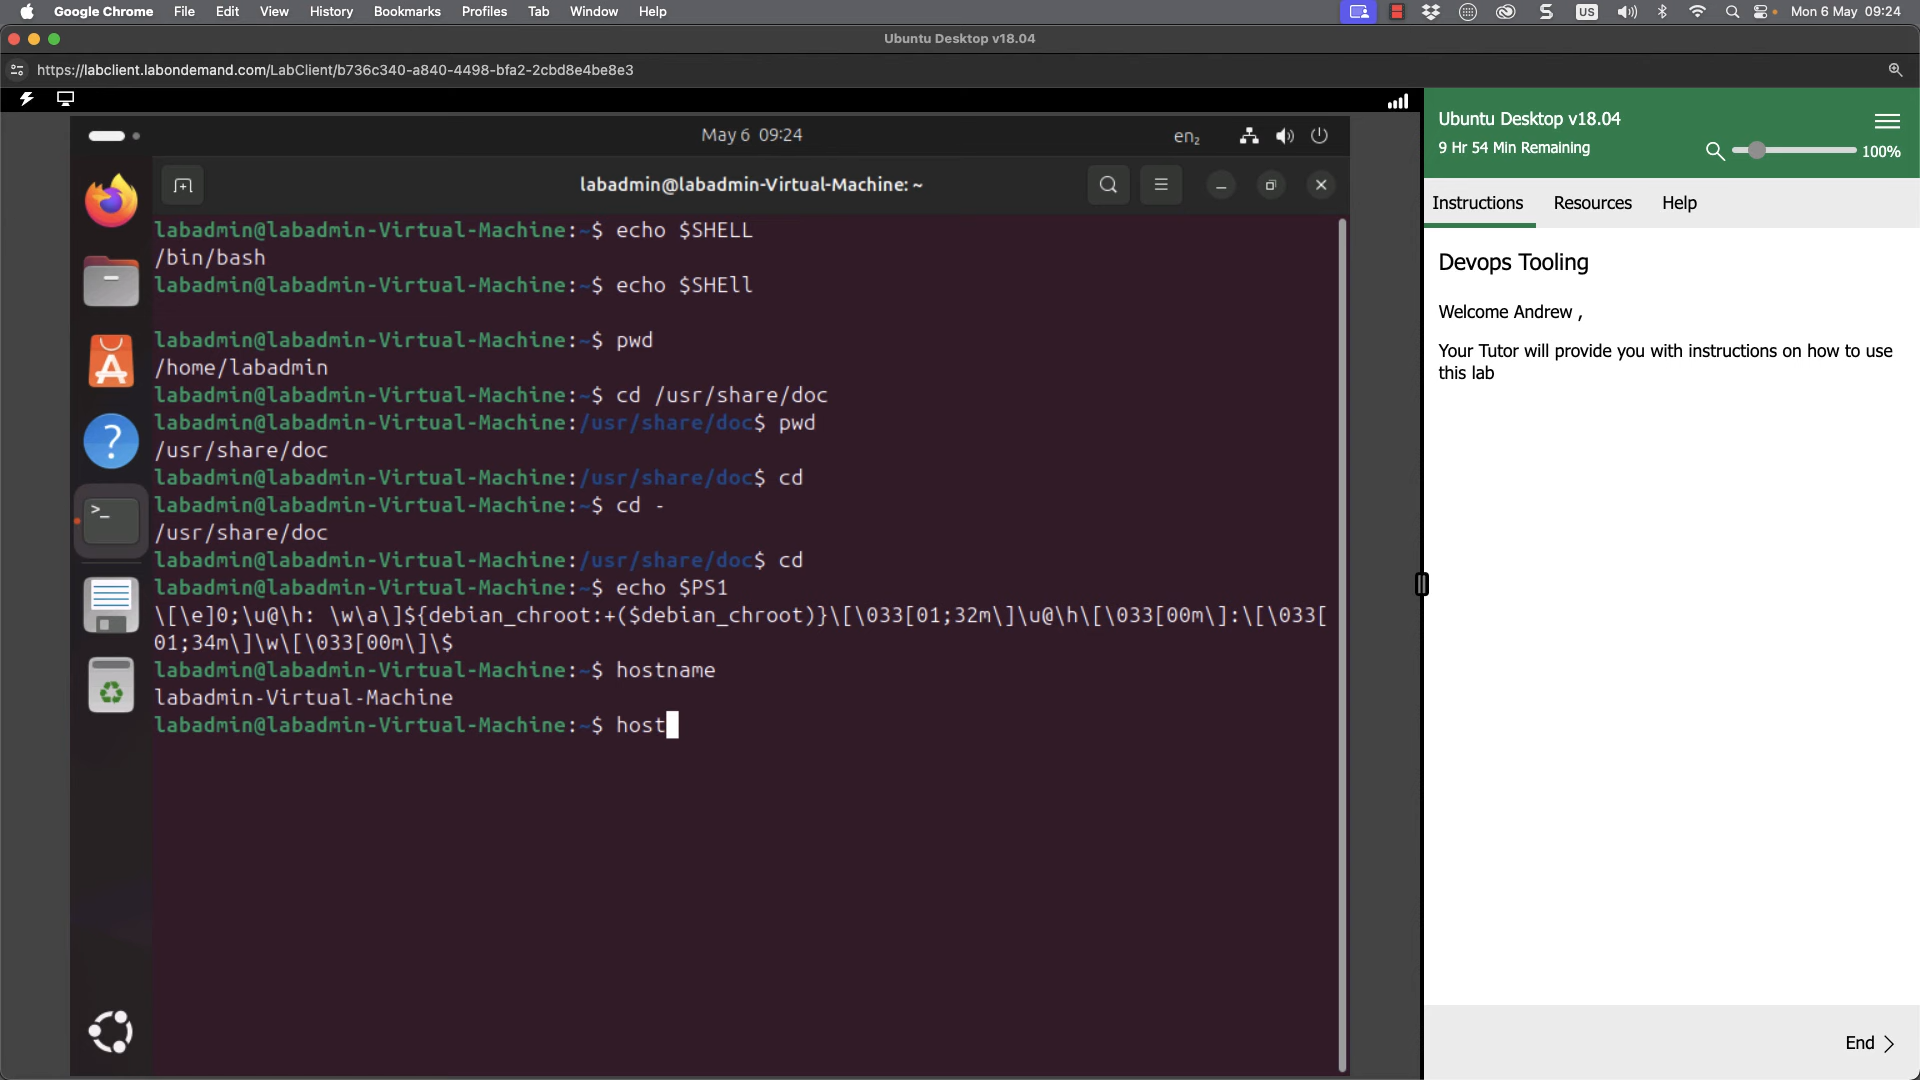 Google Chrome File Edit View History Bookmarks Profiles Tab Window Help US Mon 6 May 09:24
Ubuntu Desktop v18.04
https://labclient.labondemand.com/LabClient/b736c340-a840-4498-bfa2-2cbd8e4be8e3
May 6 09:24 en₂
labadmin@labadmin-Virtual-Machine: ~
labadmin@labadmin-Virtual-Machine:~$ echo $SHELL
/bin/bash
labadmin@labadmin-Virtual-Machine:~$ echo $SHEll
labadmin@labadmin-Virtual-Machine:~$ pwd
/home/labadmin
labadmin@labadmin-Virtual-Machine:~$ cd /usr/share/doc
labadmin@labadmin-Virtual-Machine:/usr/share/doc$ pwd
/usr/share/doc
labadmin@labadmin-Virtual-Machine:/usr/share/doc$ cd
labadmin@labadmin-Virtual-Machine:~$ cd -
/usr/share/doc
labadmin@labadmin-Virtual-Machine:/usr/share/doc$ cd
labadmin@labadmin-Virtual-Machine:~$ echo $PS1
\[\e]0;\u@\h: \w\a\]${debian_chroot:+($debian_chroot)}\[\033[01;32m\]\u@\h\[\033[00m\]:\[\033[
01;34m\]\w\[\033[00m\]\$
labadmin@labadmin-Virtual-Machine:~$ hostname
labadmin-Virtual-Machine
labadmin@labadmin-Virtual-Machine:~$ host
Ubuntu Desktop v18.04
9 Hr 54 Min Remaining
100%
Instructions Resources Help
Devops Tooling
Welcome Andrew ,
Your Tutor will provide you with instructions on how to use
this lab
End